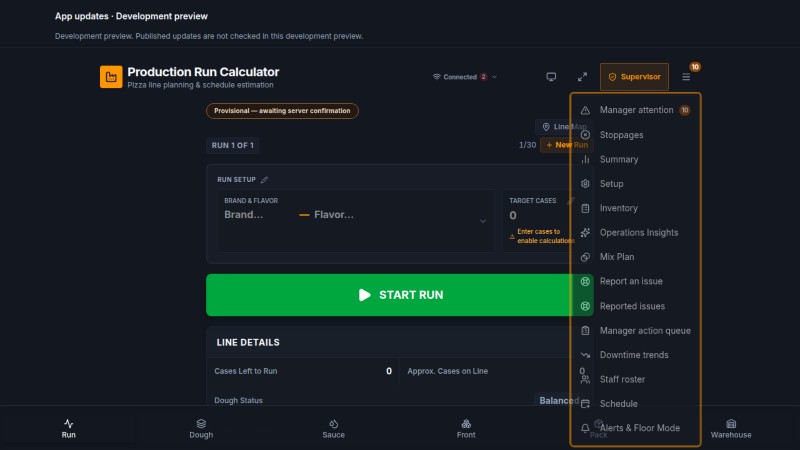 App updates · Development preview
Development preview. Published updates are not checked in this development preview.
Production Run Calculator
Pizza line planning & schedule estimation
Connected 2
Supervisor
10
Provisional — awaiting server confirmation
Line Map
RUN 1 OF 1
1/30
+ New Run
RUN SETUP
BRAND & FLAVOR
Brand...
Flavor...
TARGET CASES
0
Enter cases to
enable calculations
START RUN
LINE DETAILS
Cases Left to Run
0
Approx. Cases on Line
0
Dough Status
Balanced
Manager attention 10
Stoppages
Summary
Setup
Inventory
Operations Insights
Mix Plan
Report an issue
Reported issues
Manager action queue
Downtime trends
Staff roster
Schedule
Alerts & Floor Mode
Run
Dough
Sauce
Front
Pack
Warehouse